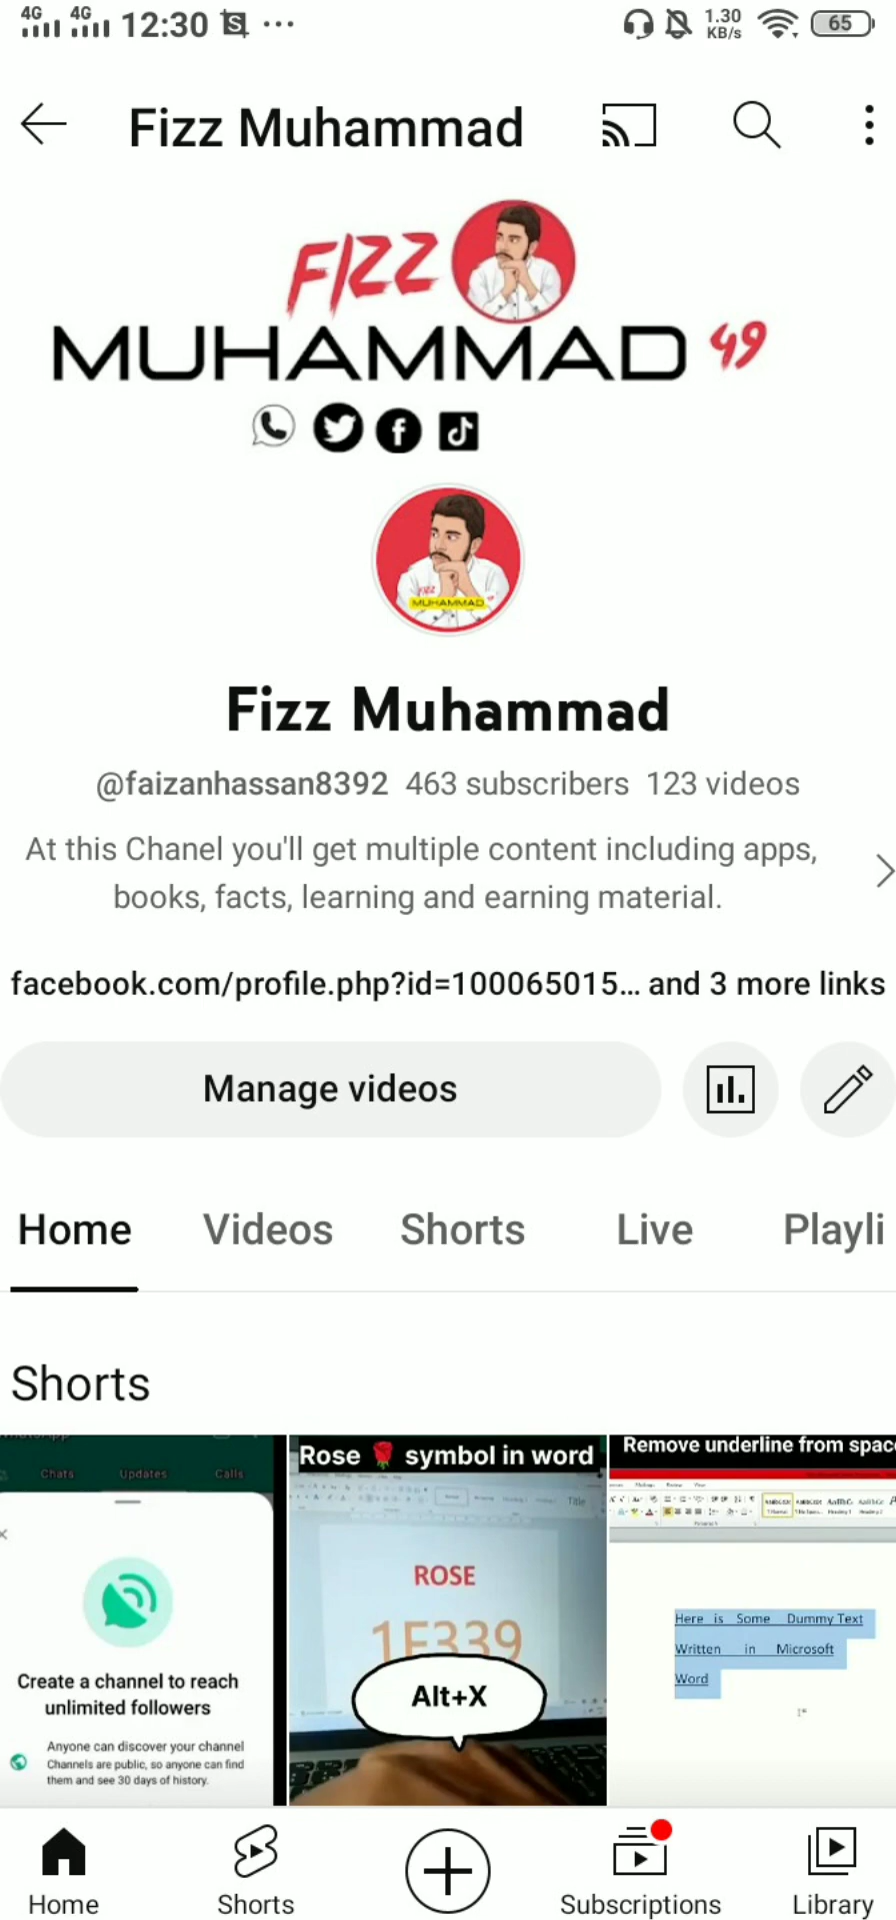 4G 4G 12:30 1.30 KB/s 65
Fizz Muhammad
FIZZ
MUHAMMAD 49
FIZZ
MUHAMMAD 49
Fizz Muhammad
@faizanhassan8392 463 subscribers 123 videos
At this Chanel you'll get multiple content including apps,
books, facts, learning and earning material.
facebook.com/profile.php?id=100065015... and 3 more links
Manage videos
Home Videos Shorts Live Playli
Shorts
Chats Updates Calls
Create a channel to reach
unlimited followers
Anyone can discover your channel
Channels are public, so anyone can find
them and see 30 days of history.
Rose 🌹 symbol in word
Title
ROSE
1F339
Alt+X
Remove underline from spac
Here is Some Dummy Text
Written in Microsoft
Word
Home Shorts Subscriptions Library